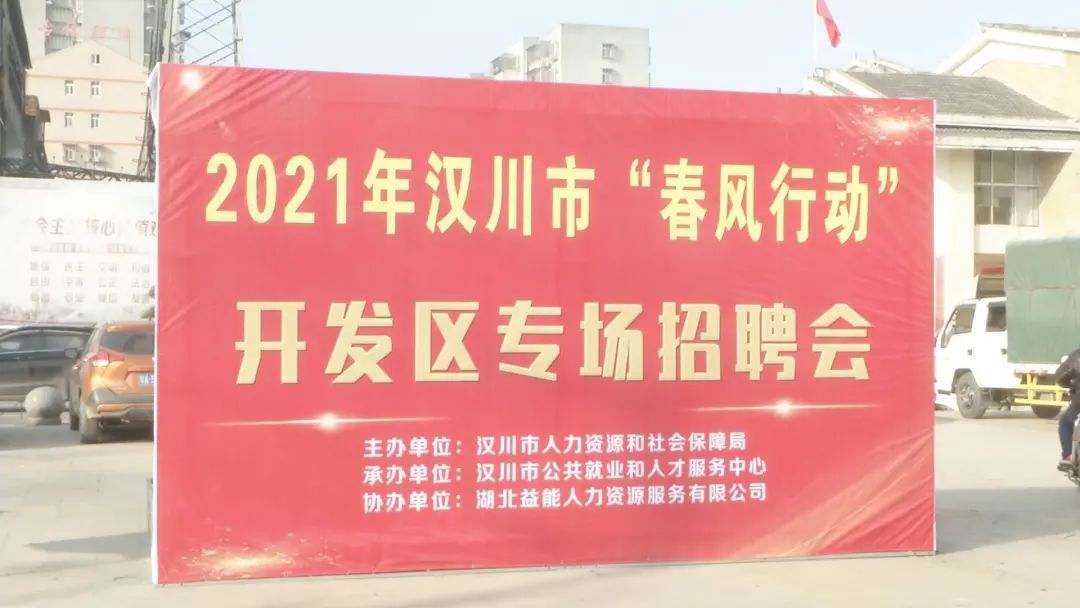 2021年汉川市“春风行动”
开发区专场招聘会
主办单位：汉川市人力资源和社会保障局
承办单位：汉川市公共就业和人才服务中心
协办单位：湖北益能人力资源服务有限公司